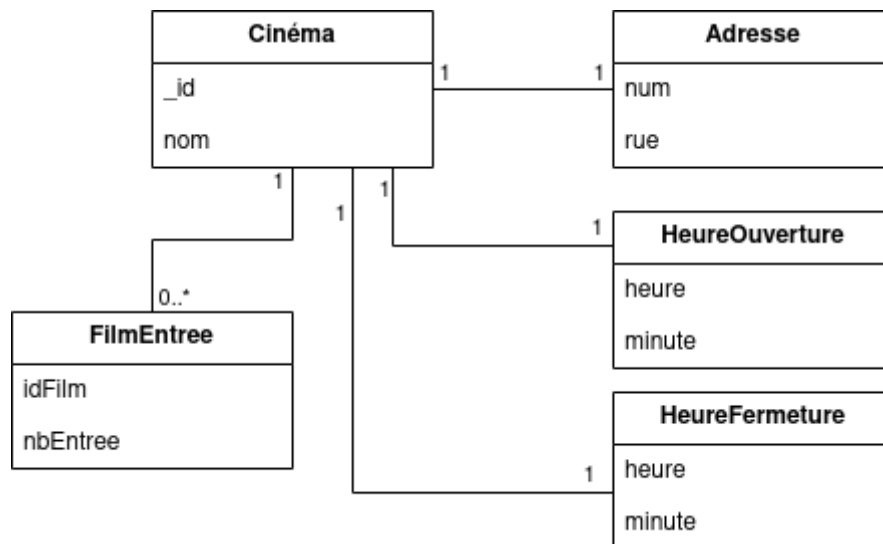 Cinéma
_id
nom
1
1
Adresse
num
rue
1
1
1
1
HeureOuverture
heure
minute
0..*
FilmEntree
idFilm
nbEntree
1
HeureFermeture
heure
minute